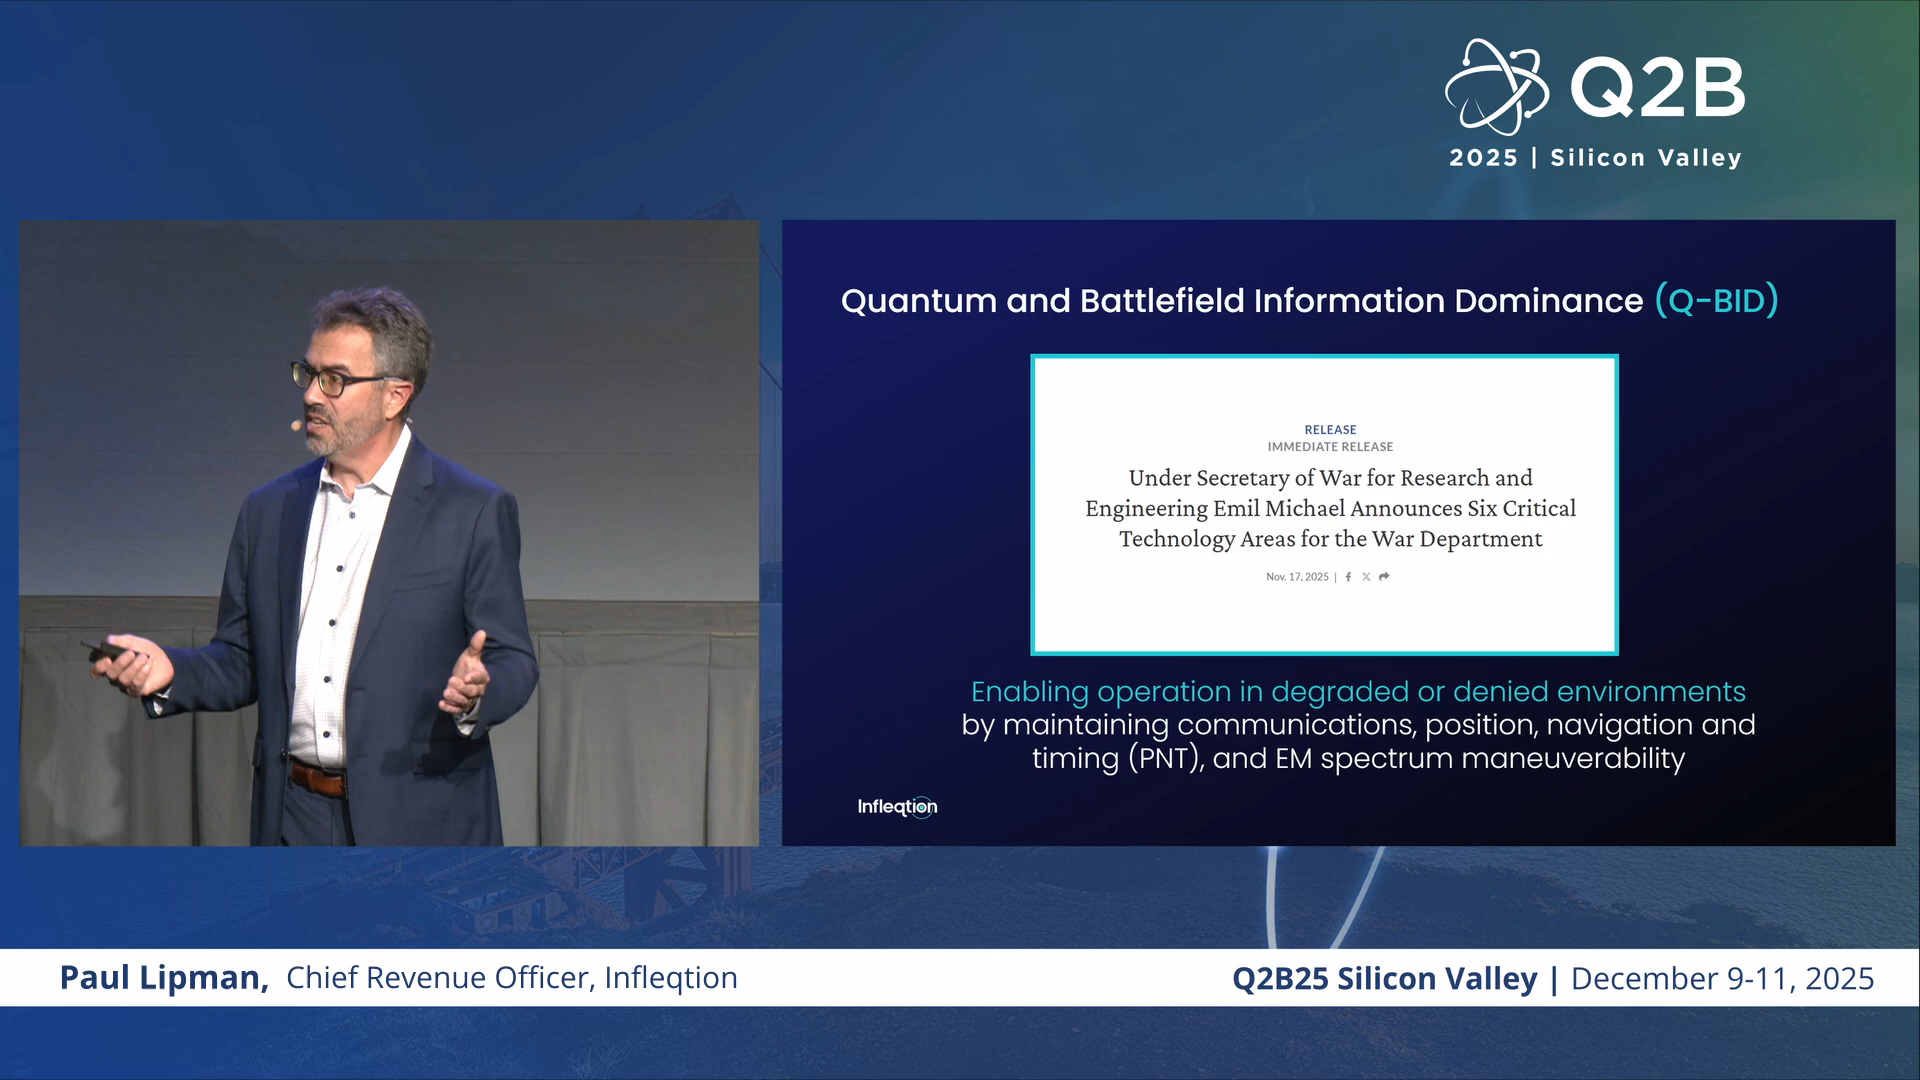 Q2B
2025 | Silicon Valley
Quantum and Battlefield Information Dominance (Q-BID)
RELEASE
IMMEDIATE RELEASE
Under Secretary of War for Research and
Engineering Emil Michael Announces Six Critical
Technology Areas for the War Department
Nov. 17, 2025 |
Enabling operation in degraded or denied environments
by maintaining communications, position, navigation and
timing (PNT), and EM spectrum maneuverability
Infleqtion
Paul Lipman, Chief Revenue Officer, Infleqtion
Q2B25 Silicon Valley | December 9-11, 2025